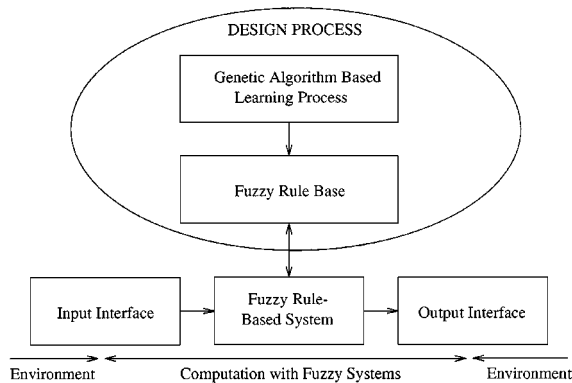 DESIGN PROCESS
Genetic Algorithm Based
Learning Process
Fuzzy Rule Base
Input Interface
Fuzzy Rule-
Based System
Output Interface
Environment
Computation with Fuzzy Systems
Environment